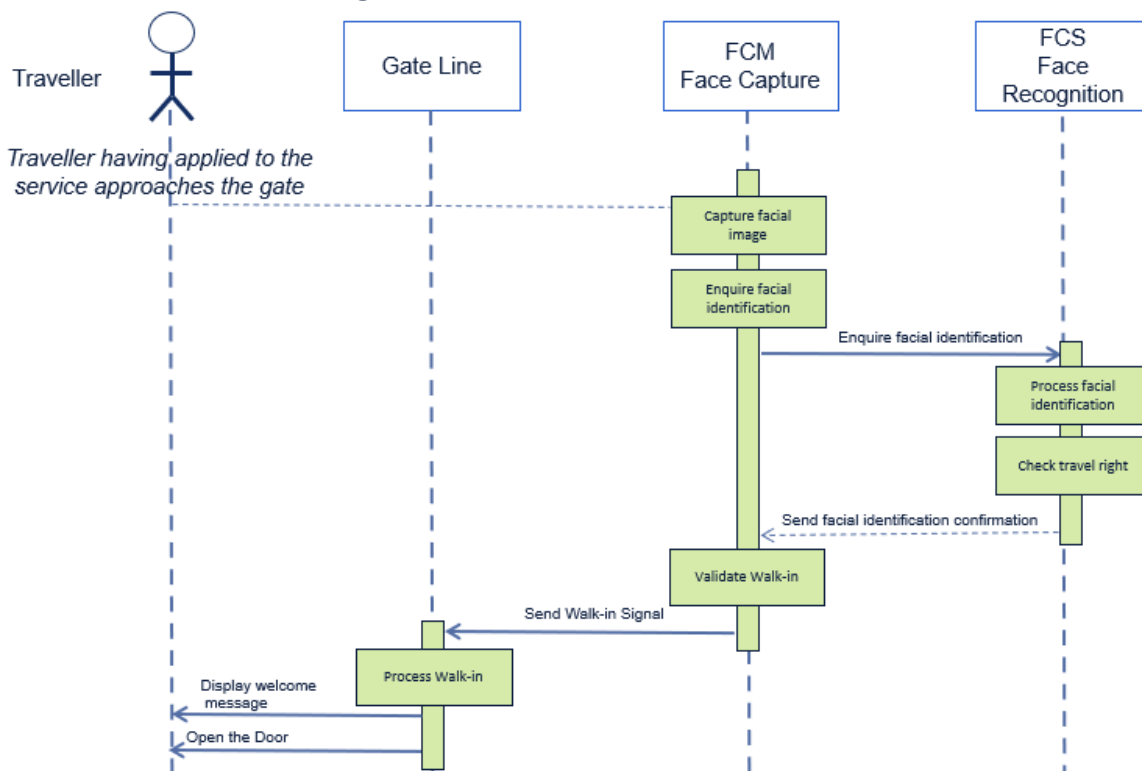 Traveller
Gate Line
FCM
Face Capture
FCS
Face
Recognition
Traveller having applied to the
service approaches the gate
Capture facial
image
Enquire facial
identification
Enquire facial identification
Process facial
identification
Check travel right
Send facial identification confirmation
Validate Walk-in
Send Walk-in Signal
Process Walk-in
Display welcome
message
Open the Door